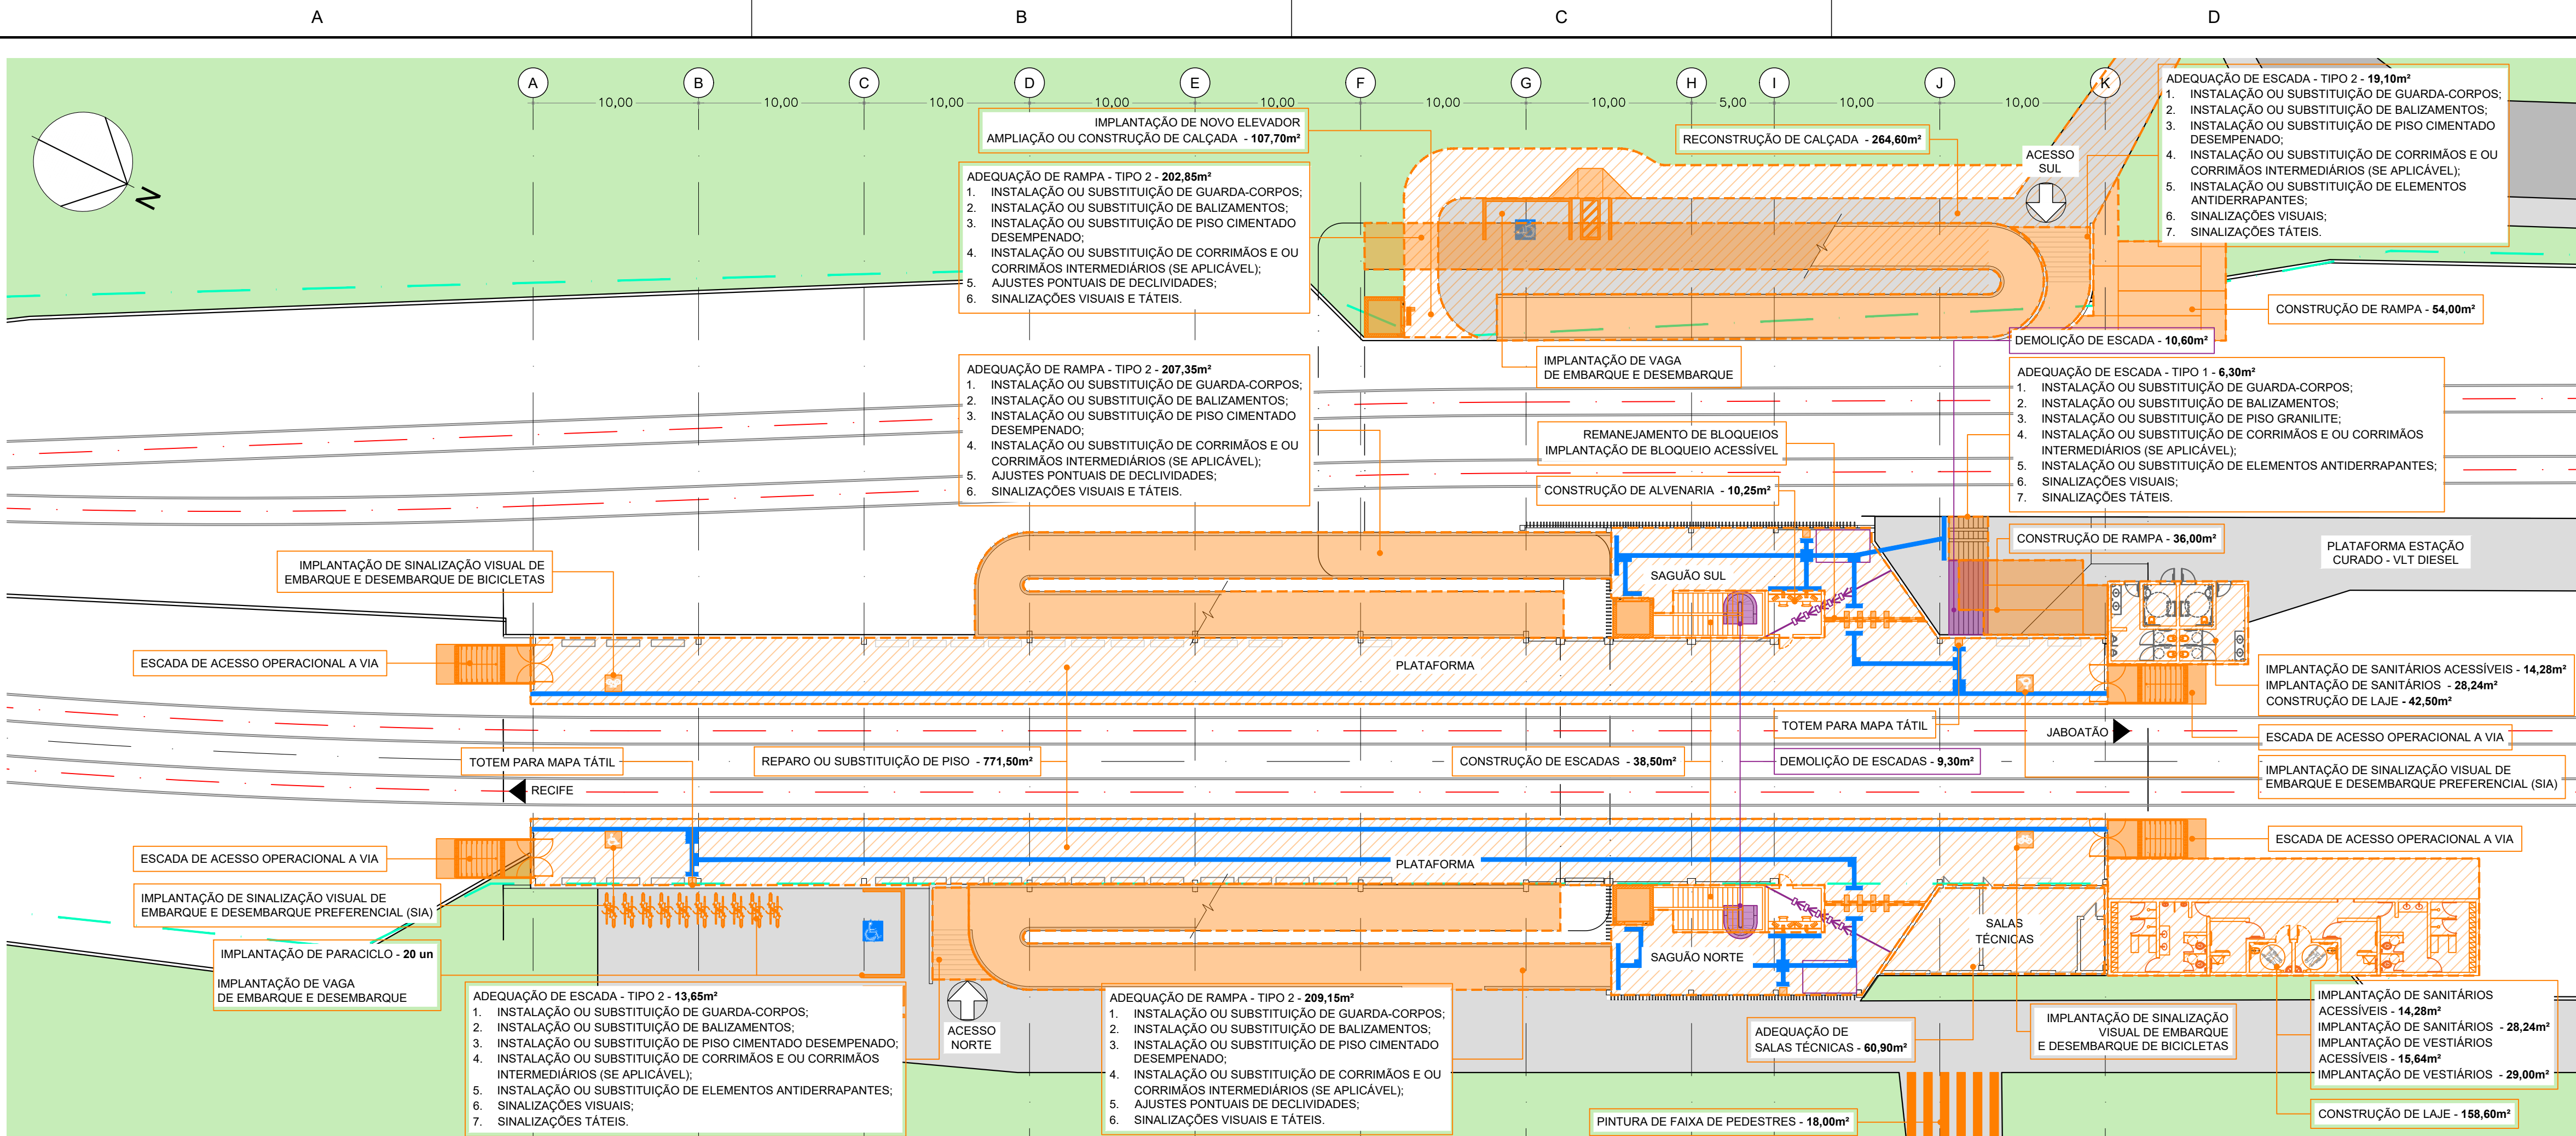 A
B
C
D
A
B
C
D
E
F
G
H
I
J
K
10,00
10,00
10,00
10,00
10,00
10,00
10,00
5,00
10,00
10,00
N
IMPLANTAÇÃO DE NOVO ELEVADOR
AMPLIAÇÃO OU CONSTRUÇÃO DE CALÇADA - 107,70m²
RECONSTRUÇÃO DE CALÇADA - 264,60m²
ACESSO
SUL
ADEQUAÇÃO DE ESCADA - TIPO 2 - 19,10m²
1. INSTALAÇÃO OU SUBSTITUIÇÃO DE GUARDA-CORPOS;
2. INSTALAÇÃO OU SUBSTITUIÇÃO DE BALIZAMENTOS;
3. INSTALAÇÃO OU SUBSTITUIÇÃO DE PISO CIMENTADO
DESEMPENADO;
4. INSTALAÇÃO OU SUBSTITUIÇÃO DE CORRIMÃOS E OU
CORRIMÃOS INTERMEDIÁRIOS (SE APLICÁVEL);
5. INSTALAÇÃO OU SUBSTITUIÇÃO DE ELEMENTOS
ANTIDERRAPANTES;
6. SINALIZAÇÕES VISUAIS;
7. SINALIZAÇÕES TÁTEIS.
ADEQUAÇÃO DE RAMPA - TIPO 2 - 202,85m²
1. INSTALAÇÃO OU SUBSTITUIÇÃO DE GUARDA-CORPOS;
2. INSTALAÇÃO OU SUBSTITUIÇÃO DE BALIZAMENTOS;
3. INSTALAÇÃO OU SUBSTITUIÇÃO DE PISO CIMENTADO
DESEMPENADO;
4. INSTALAÇÃO OU SUBSTITUIÇÃO DE CORRIMÃOS E OU
CORRIMÃOS INTERMEDIÁRIOS (SE APLICÁVEL);
5. AJUSTES PONTUAIS DE DECLIVIDADES;
6. SINALIZAÇÕES VISUAIS E TÁTEIS.
CONSTRUÇÃO DE RAMPA - 54,00m²
DEMOLIÇÃO DE ESCADA - 10,60m²
IMPLANTAÇÃO DE VAGA
DE EMBARQUE E DESEMBARQUE
ADEQUAÇÃO DE RAMPA - TIPO 2 - 207,35m²
1. INSTALAÇÃO OU SUBSTITUIÇÃO DE GUARDA-CORPOS;
2. INSTALAÇÃO OU SUBSTITUIÇÃO DE BALIZAMENTOS;
3. INSTALAÇÃO OU SUBSTITUIÇÃO DE PISO CIMENTADO
DESEMPENADO;
4. INSTALAÇÃO OU SUBSTITUIÇÃO DE CORRIMÃOS E OU
CORRIMÃOS INTERMEDIÁRIOS (SE APLICÁVEL);
5. AJUSTES PONTUAIS DE DECLIVIDADES;
6. SINALIZAÇÕES VISUAIS E TÁTEIS.
ADEQUAÇÃO DE ESCADA - TIPO 1 - 6,30m²
1. INSTALAÇÃO OU SUBSTITUIÇÃO DE GUARDA-CORPOS;
2. INSTALAÇÃO OU SUBSTITUIÇÃO DE BALIZAMENTOS;
3. INSTALAÇÃO OU SUBSTITUIÇÃO DE PISO GRANILITE;
4. INSTALAÇÃO OU SUBSTITUIÇÃO DE CORRIMÃOS E OU CORRIMÃOS
INTERMEDIÁRIOS (SE APLICÁVEL);
5. INSTALAÇÃO OU SUBSTITUIÇÃO DE ELEMENTOS ANTIDERRAPANTES;
6. SINALIZAÇÕES VISUAIS;
7. SINALIZAÇÕES TÁTEIS.
REMANEJAMENTO DE BLOQUEIOS
IMPLANTAÇÃO DE BLOQUEIO ACESSÍVEL
CONSTRUÇÃO DE ALVENARIA - 10,25m²
CONSTRUÇÃO DE RAMPA - 36,00m²
PLATAFORMA ESTAÇÃO
CURADO - VLT DIESEL
IMPLANTAÇÃO DE SINALIZAÇÃO VISUAL DE
EMBARQUE E DESEMBARQUE DE BICICLETAS
SAGUÃO SUL
ESCADA DE ACESSO OPERACIONAL A VIA
PLATAFORMA
IMPLANTAÇÃO DE SANITÁRIOS ACESSÍVEIS - 14,28m²
IMPLANTAÇÃO DE SANITÁRIOS - 28,24m²
CONSTRUÇÃO DE LAJE - 42,50m²
TOTEM PARA MAPA TÁTIL
JABOATÃO
ESCADA DE ACESSO OPERACIONAL A VIA
TOTEM PARA MAPA TÁTIL
REPARO OU SUBSTITUIÇÃO DE PISO - 771,50m²
CONSTRUÇÃO DE ESCADAS - 38,50m²
DEMOLIÇÃO DE ESCADAS - 9,30m²
IMPLANTAÇÃO DE SINALIZAÇÃO VISUAL DE
EMBARQUE E DESEMBARQUE PREFERENCIAL (SIA)
RECIFE
ESCADA DE ACESSO OPERACIONAL A VIA
PLATAFORMA
ESCADA DE ACESSO OPERACIONAL A VIA
IMPLANTAÇÃO DE SINALIZAÇÃO VISUAL DE
EMBARQUE E DESEMBARQUE PREFERENCIAL (SIA)
IMPLANTAÇÃO DE PARACICLO - 20 un
IMPLANTAÇÃO DE VAGA
DE EMBARQUE E DESEMBARQUE
SAGUÃO NORTE
SALAS
TÉCNICAS
ADEQUAÇÃO DE ESCADA - TIPO 2 - 13,65m²
1. INSTALAÇÃO OU SUBSTITUIÇÃO DE GUARDA-CORPOS;
2. INSTALAÇÃO OU SUBSTITUIÇÃO DE BALIZAMENTOS;
3. INSTALAÇÃO OU SUBSTITUIÇÃO DE PISO CIMENTADO DESEMPENADO;
4. INSTALAÇÃO OU SUBSTITUIÇÃO DE CORRIMÃOS E OU CORRIMÃOS
INTERMEDIÁRIOS (SE APLICÁVEL);
5. INSTALAÇÃO OU SUBSTITUIÇÃO DE ELEMENTOS ANTIDERRAPANTES;
6. SINALIZAÇÕES VISUAIS;
7. SINALIZAÇÕES TÁTEIS.
ACESSO
NORTE
ADEQUAÇÃO DE RAMPA - TIPO 2 - 209,15m²
1. INSTALAÇÃO OU SUBSTITUIÇÃO DE GUARDA-CORPOS;
2. INSTALAÇÃO OU SUBSTITUIÇÃO DE BALIZAMENTOS;
3. INSTALAÇÃO OU SUBSTITUIÇÃO DE PISO CIMENTADO
DESEMPENADO;
4. INSTALAÇÃO OU SUBSTITUIÇÃO DE CORRIMÃOS E OU
CORRIMÃOS INTERMEDIÁRIOS (SE APLICÁVEL);
5. AJUSTES PONTUAIS DE DECLIVIDADES;
6. SINALIZAÇÕES VISUAIS E TÁTEIS.
ADEQUAÇÃO DE
SALAS TÉCNICAS - 60,90m²
IMPLANTAÇÃO DE SINALIZAÇÃO
VISUAL DE EMBARQUE
E DESEMBARQUE DE BICICLETAS
IMPLANTAÇÃO DE SANITÁRIOS
ACESSÍVEIS - 14,28m²
IMPLANTAÇÃO DE SANITÁRIOS - 28,24m²
IMPLANTAÇÃO DE VESTIÁRIOS
ACESSÍVEIS - 15,64m²
IMPLANTAÇÃO DE VESTIÁRIOS - 29,00m²
CONSTRUÇÃO DE LAJE - 158,60m²
PINTURA DE FAIXA DE PEDESTRES - 18,00m²